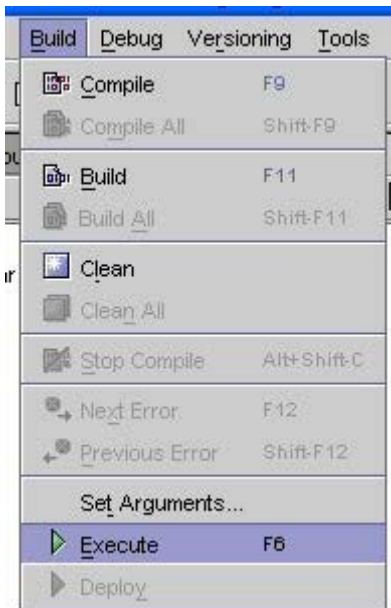 Build Debug Versioning Tools
Compile F9
Compile All Shift-F9
Build F11
Build All Shift-F11
Clean
Clean All
Stop Compile Alt+Shift-C
Next Error F12
Previous Error Shift-F12
Set Arguments...
Execute F6
Deploy